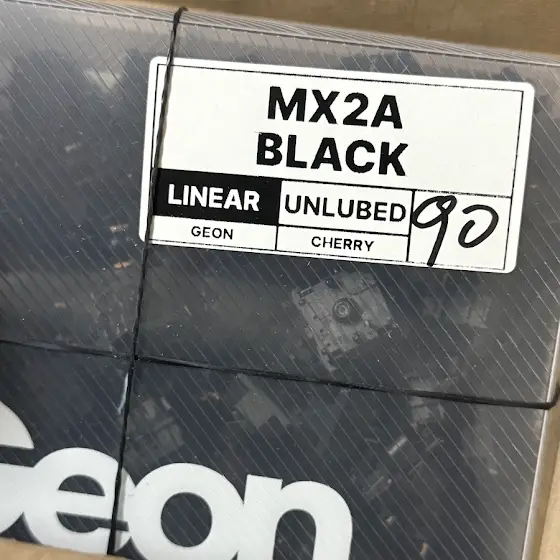 MX2A
BLACK
LINEAR UNLUBED 90
GEON CHERRY
Geon